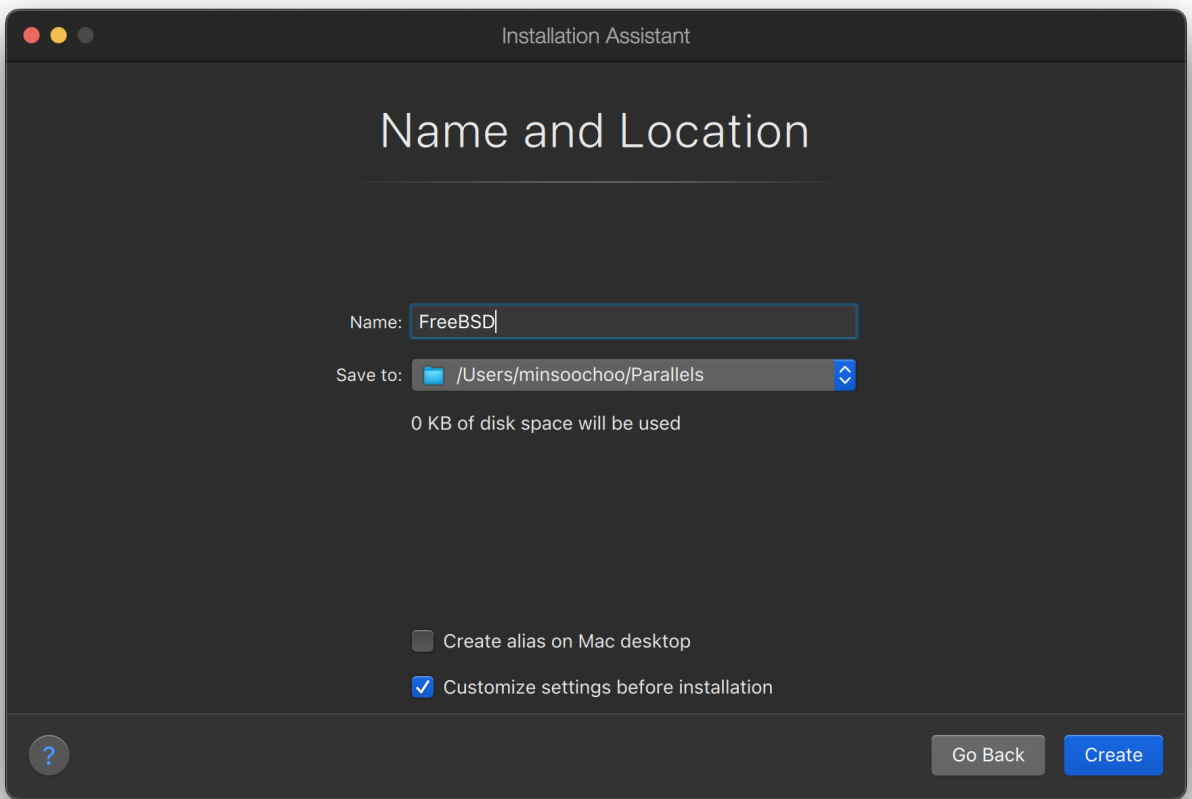 Installation Assistant
Name and Location
Name: FreeBSD
Save to: /Users/minsoochoo/Parallels
0 KB of disk space will be used
Create alias on Mac desktop
Customize settings before installation
? Go Back Create